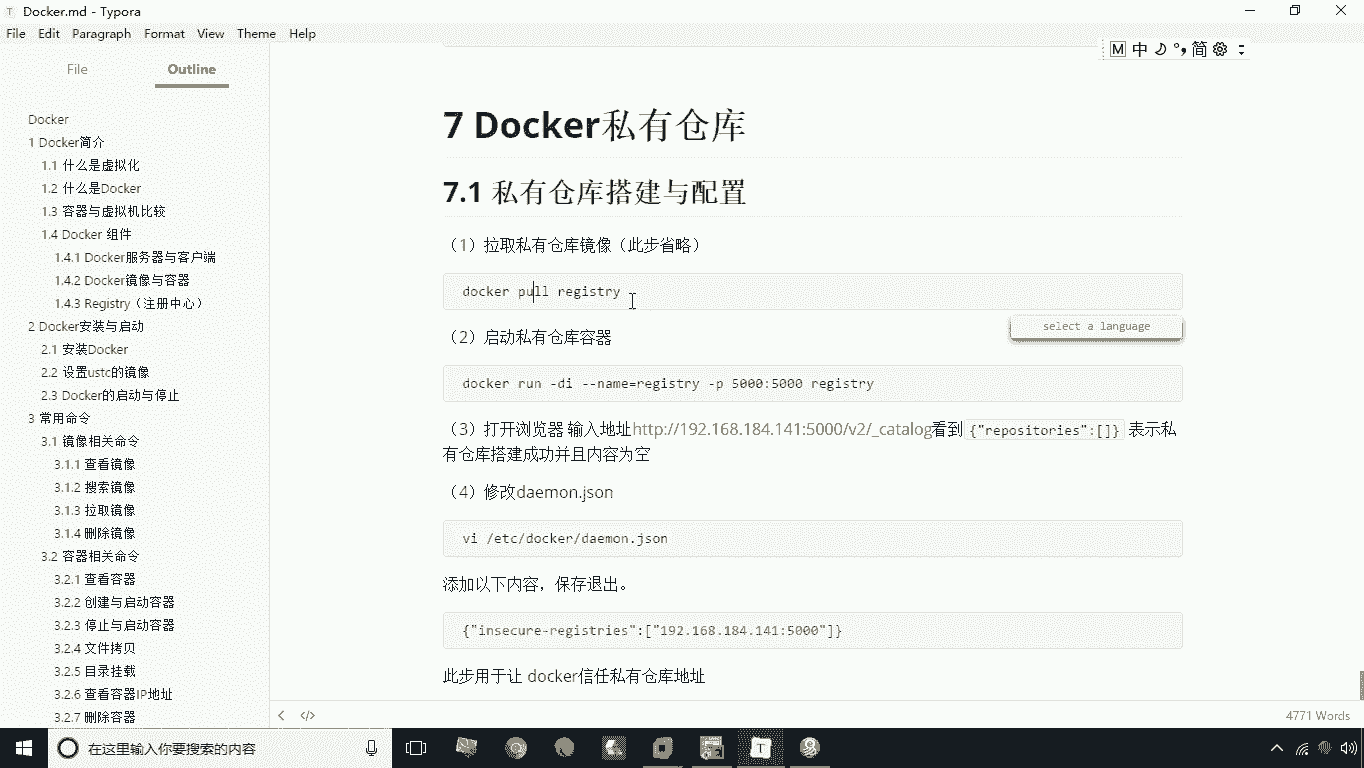 Docker.md - Typora
File Edit Paragraph Format View Theme Help
M 中 简
File Outline
Docker
1 Docker简介
1.1 什么是虚拟化
1.2 什么是Docker
1.3 容器与虚拟机比较
1.4 Docker 组件
1.4.1 Docker服务器与客户端
1.4.2 Docker镜像与容器
1.4.3 Registry（注册中心）
2 Docker安装与启动
2.1 安装Docker
2.2 设置ustc的镜像
2.3 Docker的启动与停止
3 常用命令
3.1 镜像相关命令
3.1.1 查看镜像
3.1.2 搜索镜像
3.1.3 拉取镜像
3.1.4 删除镜像
3.2 容器相关命令
3.2.1 查看容器
3.2.2 创建与启动容器
3.2.3 停止与启动容器
3.2.4 文件拷贝
3.2.5 目录挂载
3.2.6 查看容器IP地址
3.2.7 删除容器
7 Docker私有仓库
7.1 私有仓库搭建与配置
（1）拉取私有仓库镜像（此步省略）
docker pull registry
select a language
（2）启动私有仓库容器
docker run -di --name=registry -p 5000:5000 registry
（3）打开浏览器 输入地址http://192.168.184.141:5000/v2/_catalog看到 {"repositories":[]} 表示私
有仓库搭建成功并且内容为空
（4）修改daemon.json
vi /etc/docker/daemon.json
添加以下内容，保存退出。
{"insecure-registries":["192.168.184.141:5000"]}
此步用于让 docker信任私有仓库地址
4771 Words
在这里输入你要搜索的内容